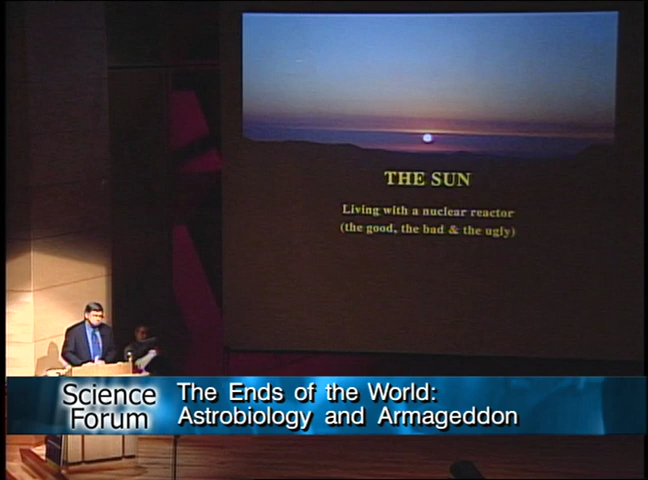 THE SUN
Living with a nuclear reactor
(the good, the bad & the ugly)
Science
Forum
The Ends of the World:
Astrobiology and Armageddon